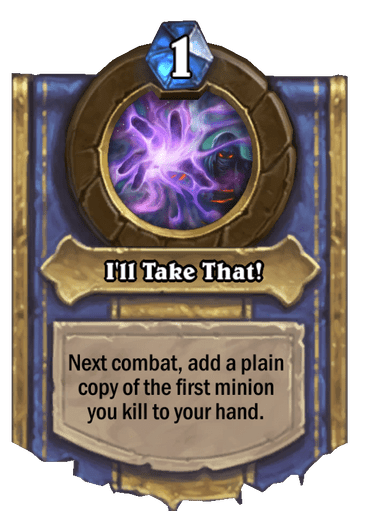 1
I'll Take That!
Next combat, add a plain
copy of the first minion
you kill to your hand.